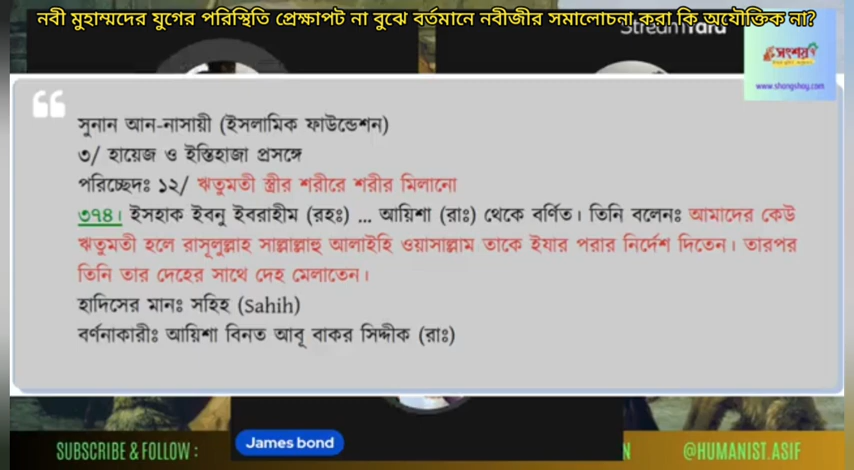 নবী মুহাম্মদের যুগের পরিস্থিতি প্রেক্ষাপট না বুঝে বর্তমানে নবীজীর সমালোচনা করা কি অযৌক্তিক না?
StreamYard
সংশয়
www.shongshoy.com
সুনান আন-নাসায়ী (ইসলামিক ফাউন্ডেশন)
৩/ হায়েজ ও ইস্তিহাজা প্রসঙ্গে
পরিচ্ছেদঃ ১২/ ঋতুমতী স্ত্রীর শরীরে শরীর মিলানো
৩৭৪। ইসহাক ইবনু ইবরাহীম (রহঃ) ... আয়িশা (রাঃ) থেকে বর্ণিত। তিনি বলেনঃ আমাদের কেউ
ঋতুমতী হলে রাসূলুল্লাহ সাল্লাল্লাহু আলাইহি ওয়াসাল্লাম তাকে ইযার পরার নির্দেশ দিতেন। তারপর
তিনি তার দেহের সাথে দেহ মেলাতেন।
হাদিসের মানঃ সহিহ (Sahih)
বর্ণনাকারীঃ আয়িশা বিনত আবূ বাকর সিদ্দীক (রাঃ)
James bond
SUBSCRIBE & FOLLOW :
N @HUMANIST.ASIF